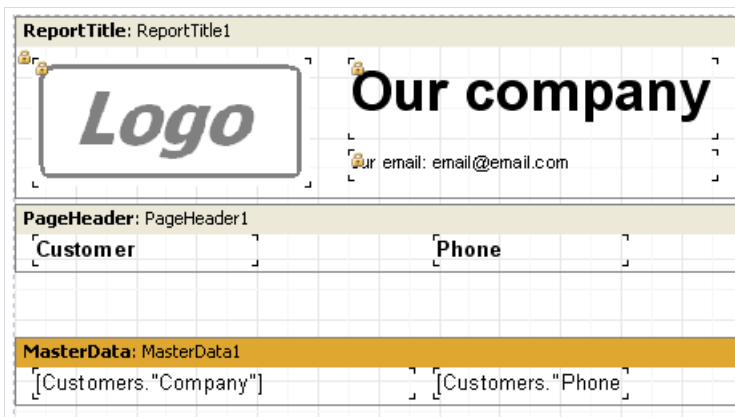 ReportTitle: ReportTitle1
Logo
Our company
ur email: email@email.com
PageHeader: PageHeader1
Customer Phone
MasterData: MasterData1
[Customers."Company"] [Customers."Phone